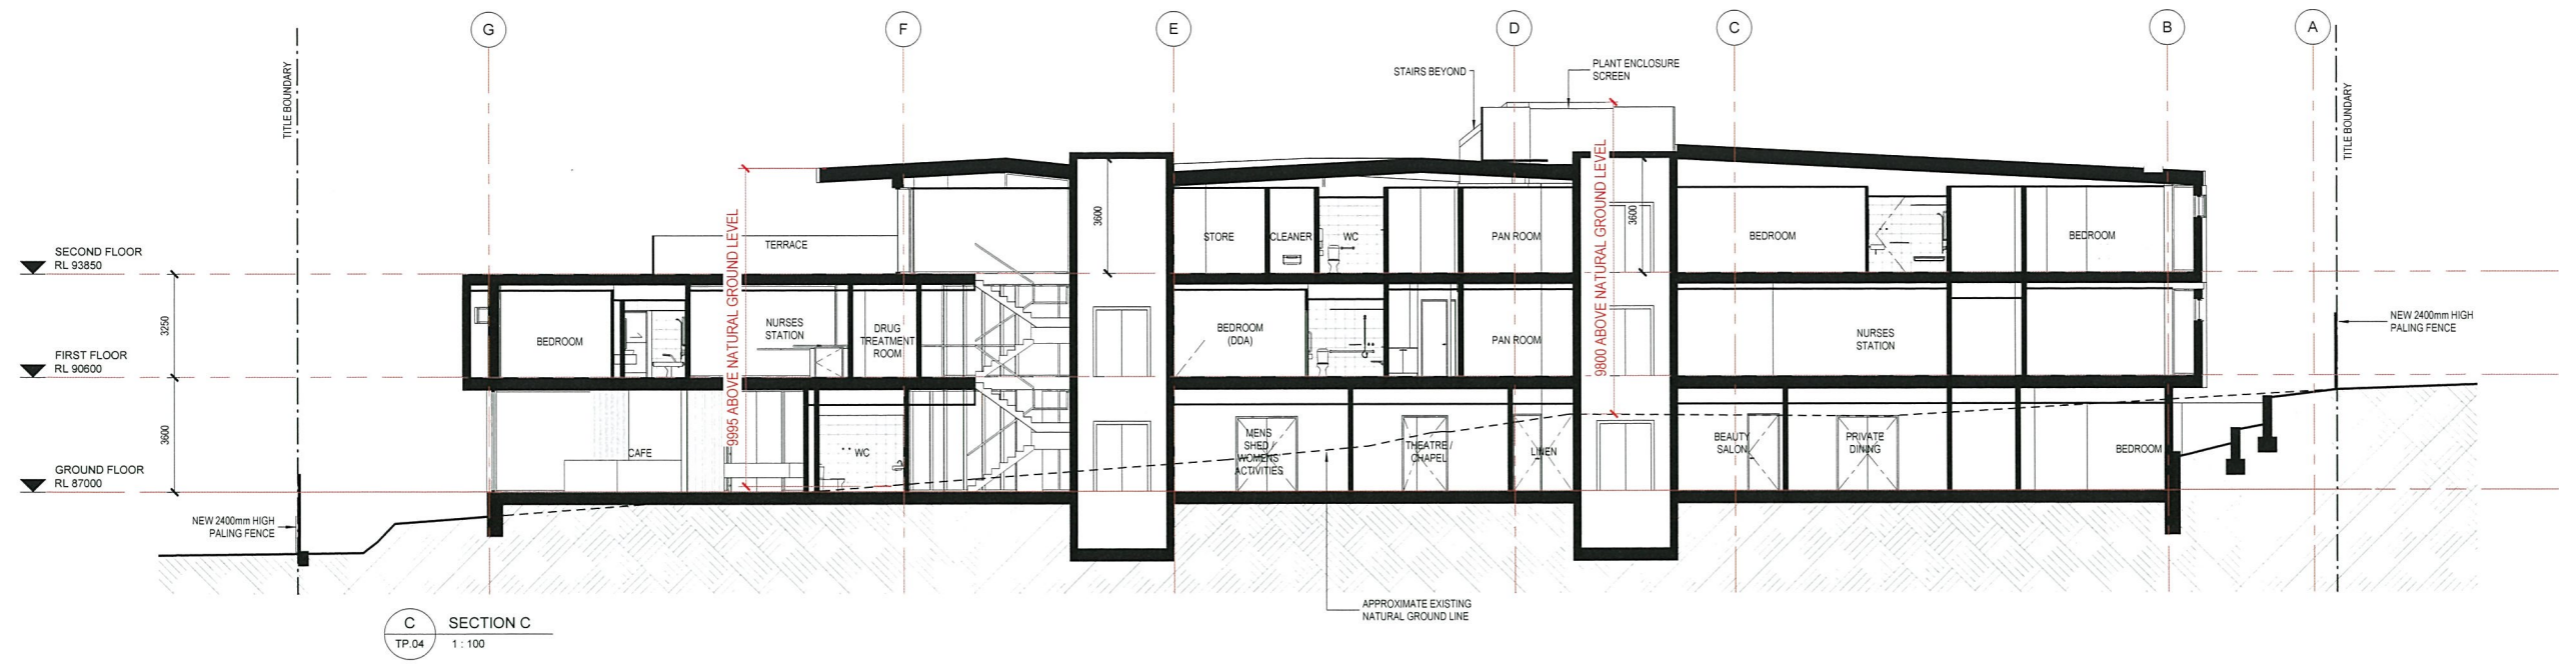 G
F
E
D
C
B
A
TITLE BOUNDARY
STAIRS BEYOND
PLANT ENCLOSURE
SCREEN
TITLE BOUNDARY
9995 ABOVE NATURAL GROUND LEVEL
9800 ABOVE NATURAL GROUND LEVEL
SECOND FLOOR
RL 93850
TERRACE
3600
STORE
CLEANER
WC
PAN ROOM
3600
BEDROOM
BEDROOM
3250
FIRST FLOOR
RL 90600
BEDROOM
NURSES
STATION
DRUG
TREATMENT
ROOM
BEDROOM
(DDA)
PAN ROOM
NURSES
STATION
NEW 2400mm HIGH
PALING FENCE
3600
GROUND FLOOR
RL 87000
CAFE
WC
MENS
SHED /
WOMENS
ACTIVITIES
THEATRE /
CHAPEL
LINEN
BEAUTY
SALON
PRIVATE
DINING
BEDROOM
NEW 2400mm HIGH
PALING FENCE
APPROXIMATE EXISTING
NATURAL GROUND LINE
C
TP.04
SECTION C
1 : 100